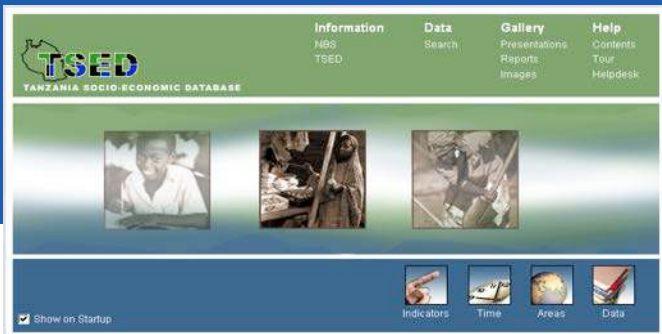 Information
NBS
TSED
Data
Search
Gallery
Presentations
Reports
Images
Help
Contents
Tour
Helpdesk
TSED
TANZANIA SOCIO-ECONOMIC DATABASE
Indicators
Time
Areas
Data
Show on Startup